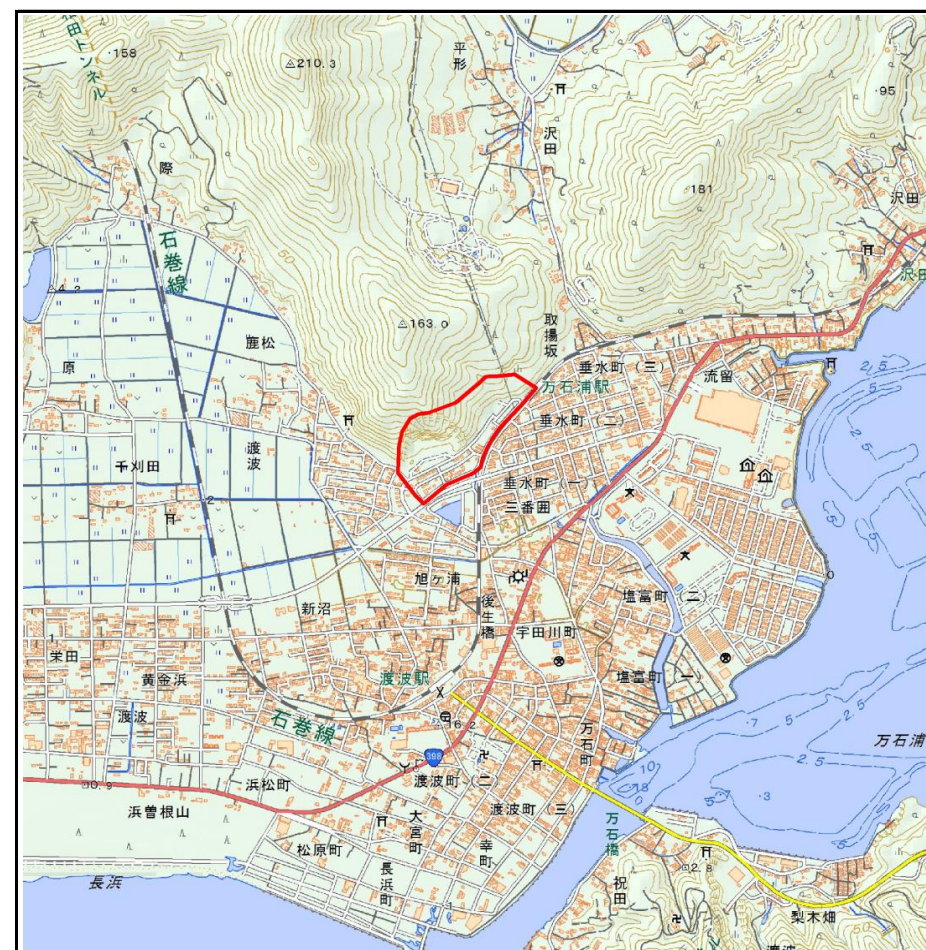 田トンネル
・158
△210.3
平形
沢田
・95
際
181
沢田
石巻線
△4.3
鹿松
△163.0
取揚坂
沢田
原
渡波
万石浦駅
垂水町(三)
流留
垂水町(二)
千刈田
・2
垂水町(一)
三番囲
旭ヶ浦
新沼
後生橋
宇田川町
塩富町(二)
1
栄田
黄金浜
渡波駅
塩富町(一)
渡波
石巻線
16.2
398
万石町
万石浦
浜松町
渡波町(二)
0.9
浜曽根山
大宮町
渡波町(三)
松原町
幸町
万石橋
長浜町
長浜
祝田
2.8
梨木畑
渡波